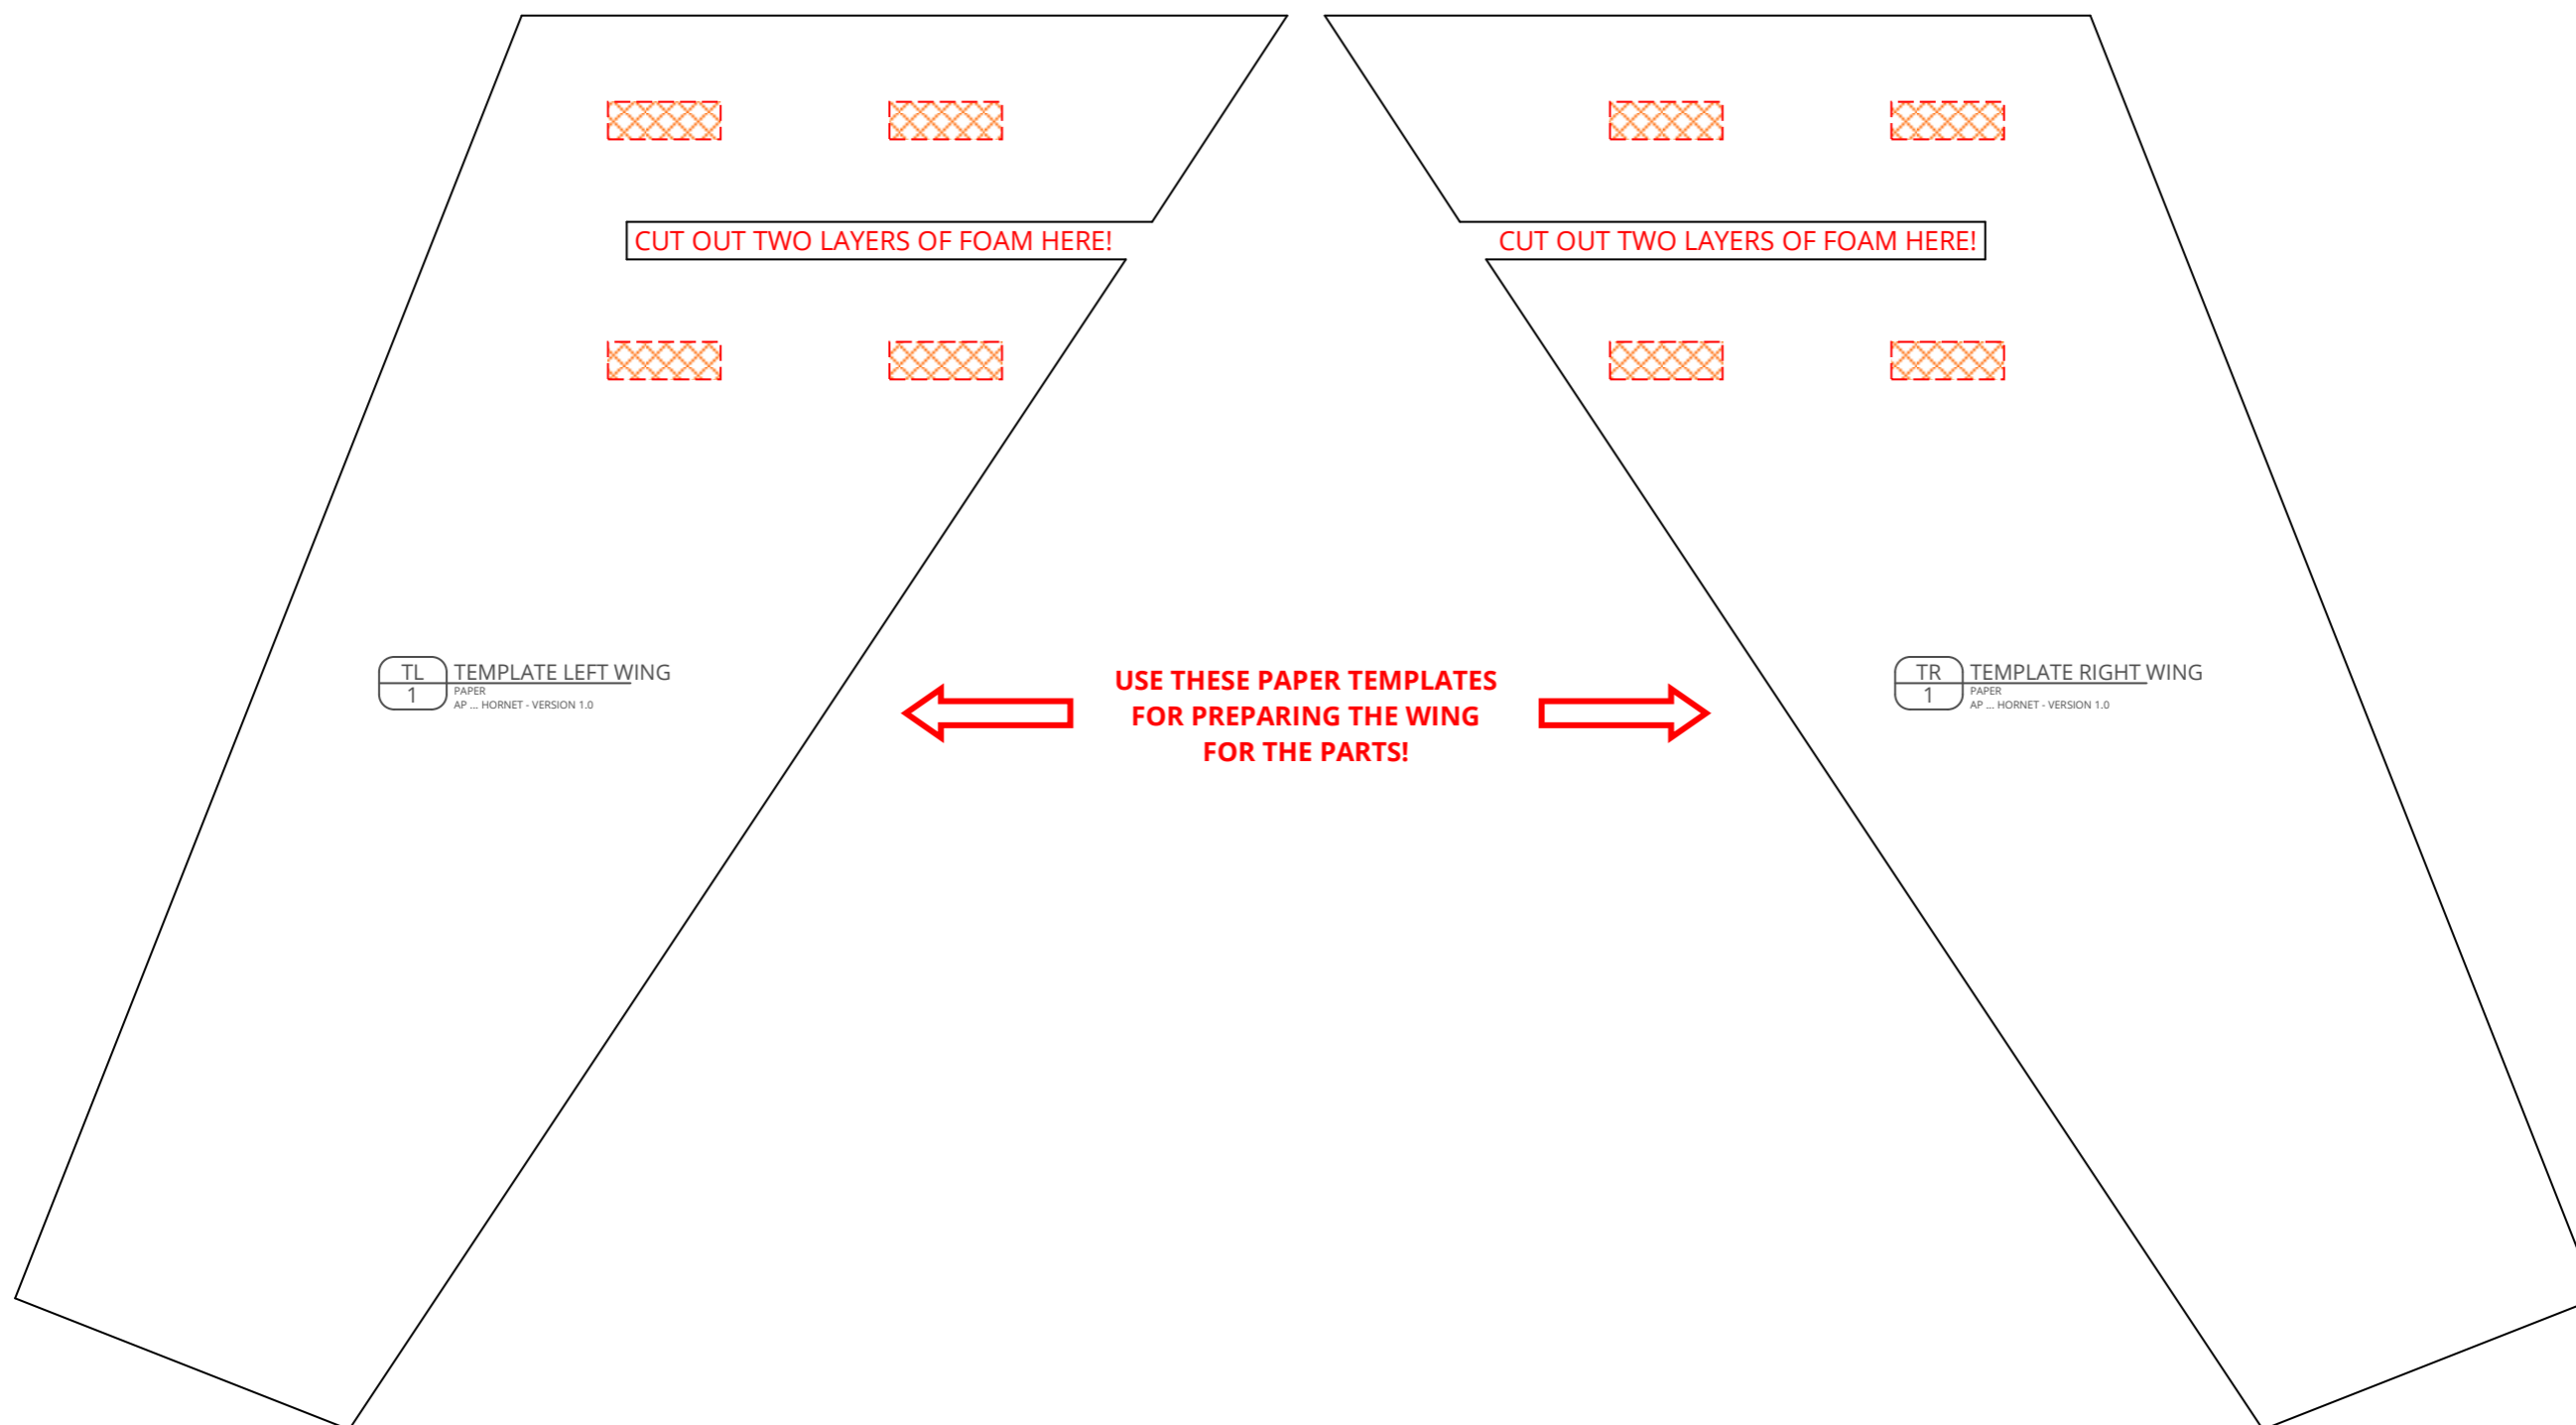 CUT OUT TWO LAYERS OF FOAM HERE!
CUT OUT TWO LAYERS OF FOAM HERE!
TL
1
TEMPLATE LEFT WING
PAPER
AP ... HORNET - VERSION 1.0
USE THESE PAPER TEMPLATES
FOR PREPARING THE WING
FOR THE PARTS!
TR
1
TEMPLATE RIGHT WING
PAPER
AP ... HORNET - VERSION 1.0